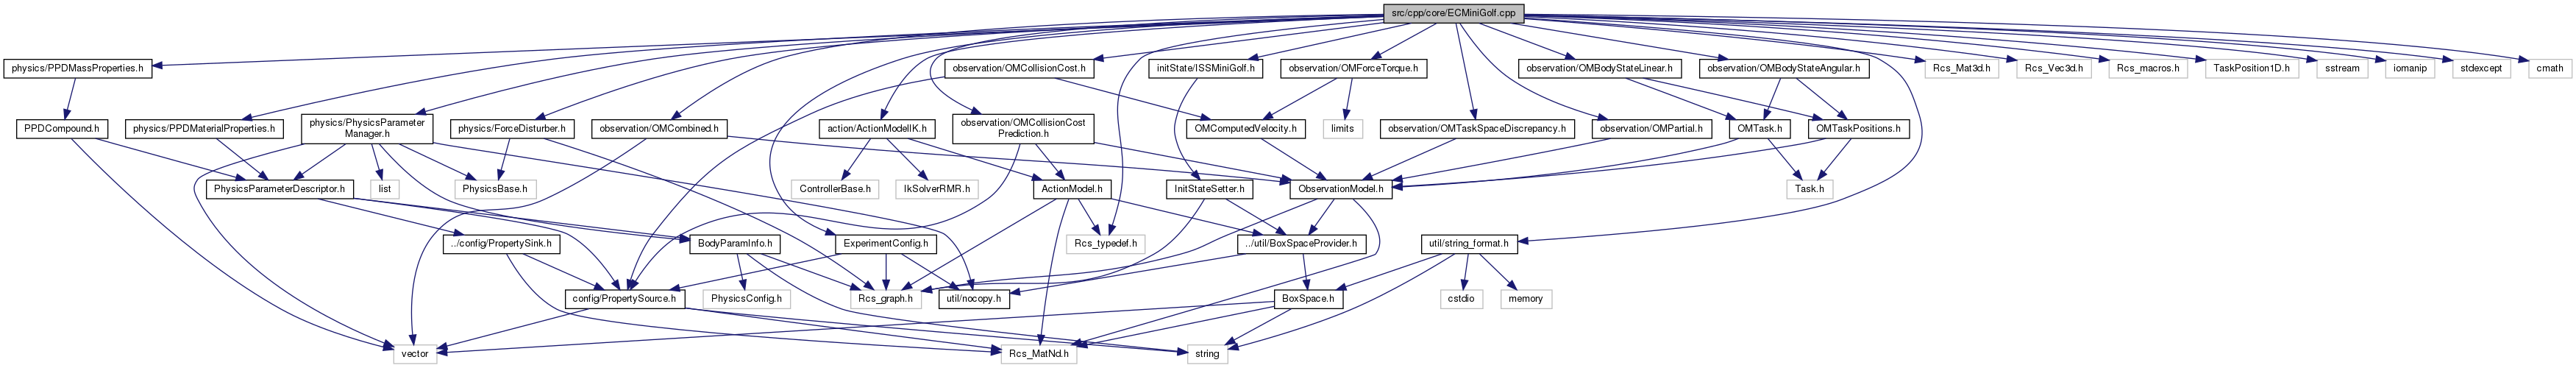 src/cpp/core/ECMiniGolf.cpp
physics/PPDMassProperties.h
observation/OMCollisionCost.h
initState/ISSMiniGolf.h
observation/OMForceTorque.h
observation/OMBodyStateLinear.h
observation/OMBodyStateAngular.h
Rcs_Mat3d.h
Rcs_Vec3d.h
Rcs_macros.h
TaskPosition1D.h
sstream
iomanip
stdexcept
cmath
PPDCompound.h
physics/PPDMaterialProperties.h
physics/PhysicsParameter
Manager.h
physics/ForceDisturber.h
observation/OMCombined.h
action/ActionModelIK.h
observation/OMCollisionCost
Prediction.h
OMComputedVelocity.h
limits
observation/OMTaskSpaceDiscrepancy.h
observation/OMPartial.h
OMTask.h
OMTaskPositions.h
PhysicsParameterDescriptor.h
list
PhysicsBase.h
ControllerBase.h
IkSolverRMR.h
ActionModel.h
InitStateSetter.h
ObservationModel.h
Task.h
../config/PropertySink.h
BodyParamInfo.h
ExperimentConfig.h
Rcs_typedef.h
../util/BoxSpaceProvider.h
util/string_format.h
config/PropertySource.h
PhysicsConfig.h
Rcs_graph.h
util/nocopy.h
BoxSpace.h
cstdio
memory
vector
Rcs_MatNd.h
string